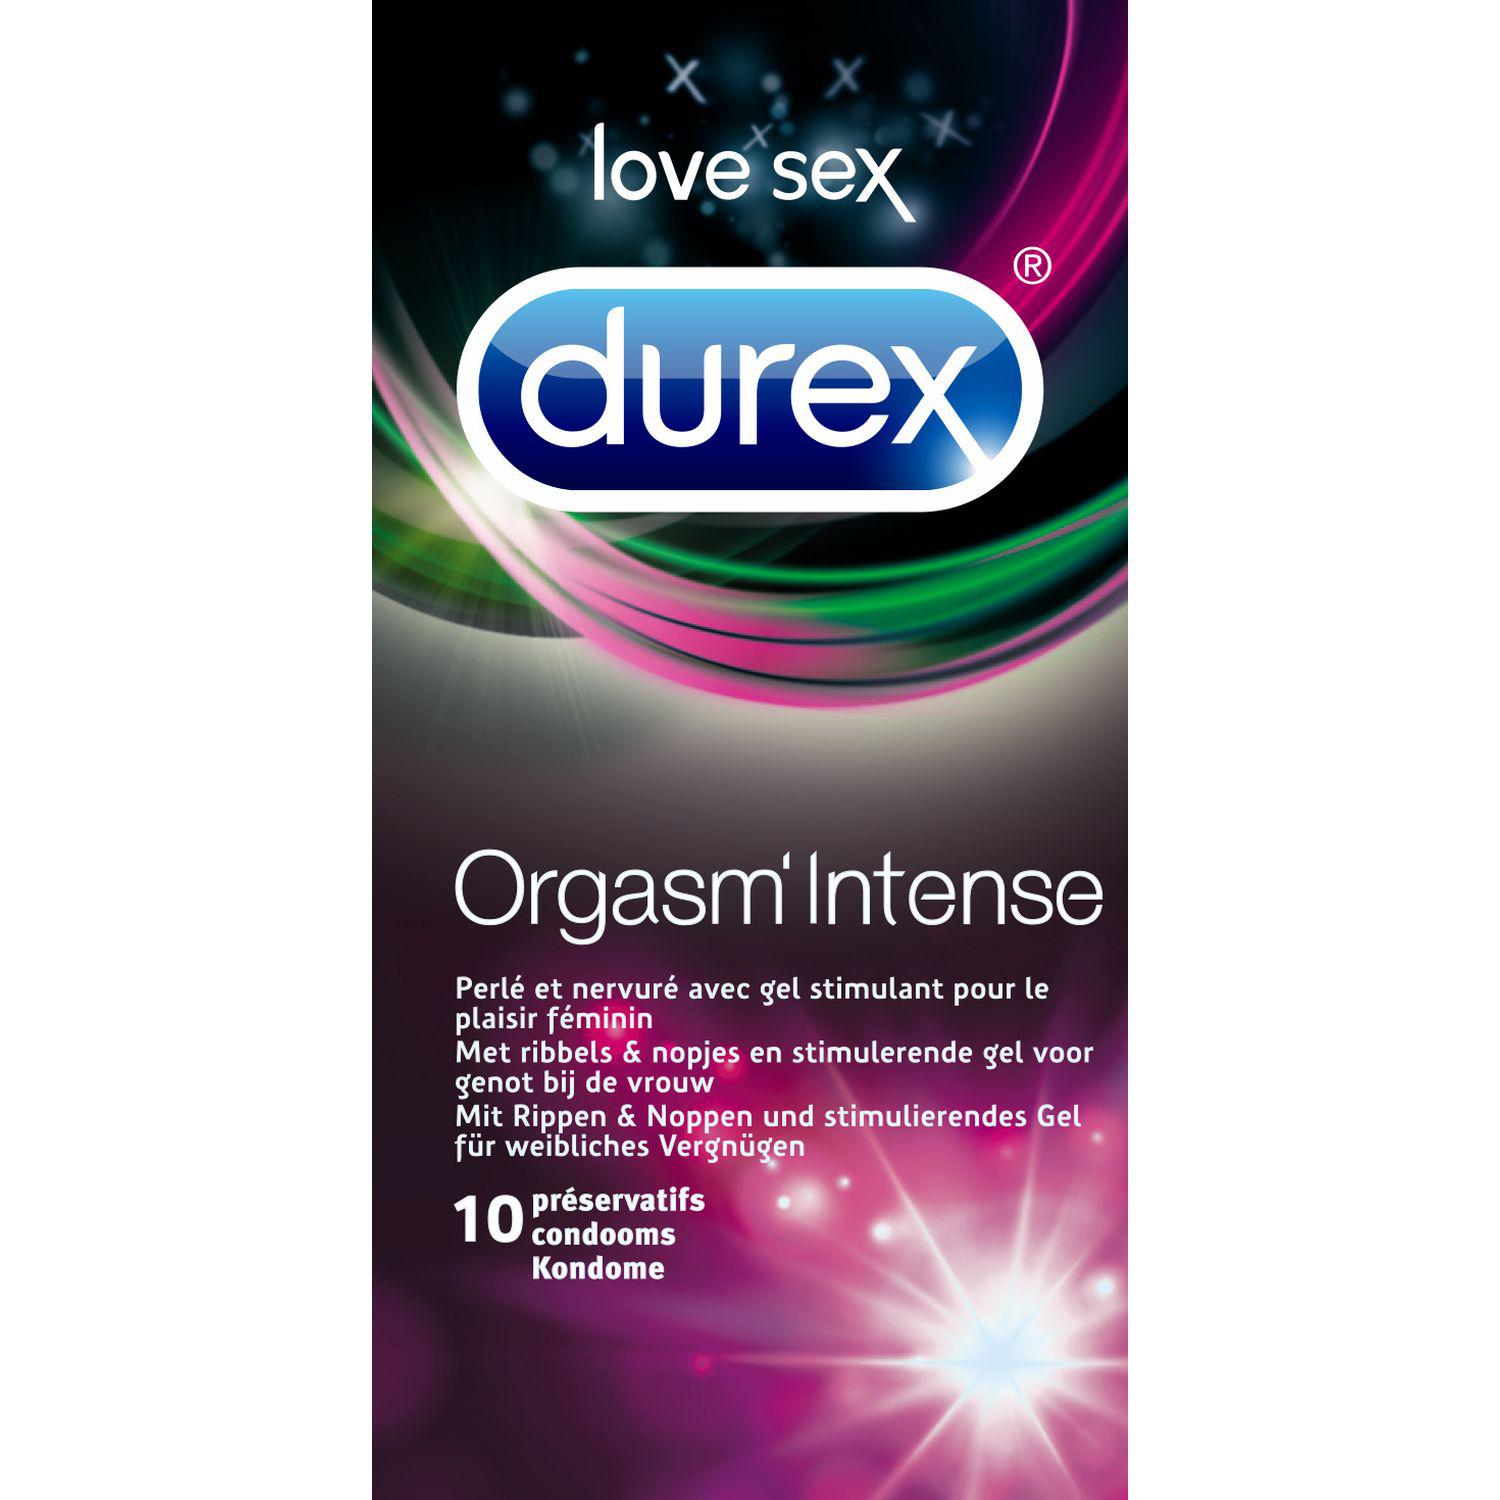 love sex
durex®
Orgasm' Intense
Perlé et nervuré avec gel stimulant pour le
plaisir féminin
Met ribbels & nopjes en stimulerende gel voor
genot bij de vrouw
Mit Rippen & Noppen und stimulierendes Gel
für weibliches Vergnügen
10 préservatifs
condooms
Kondome